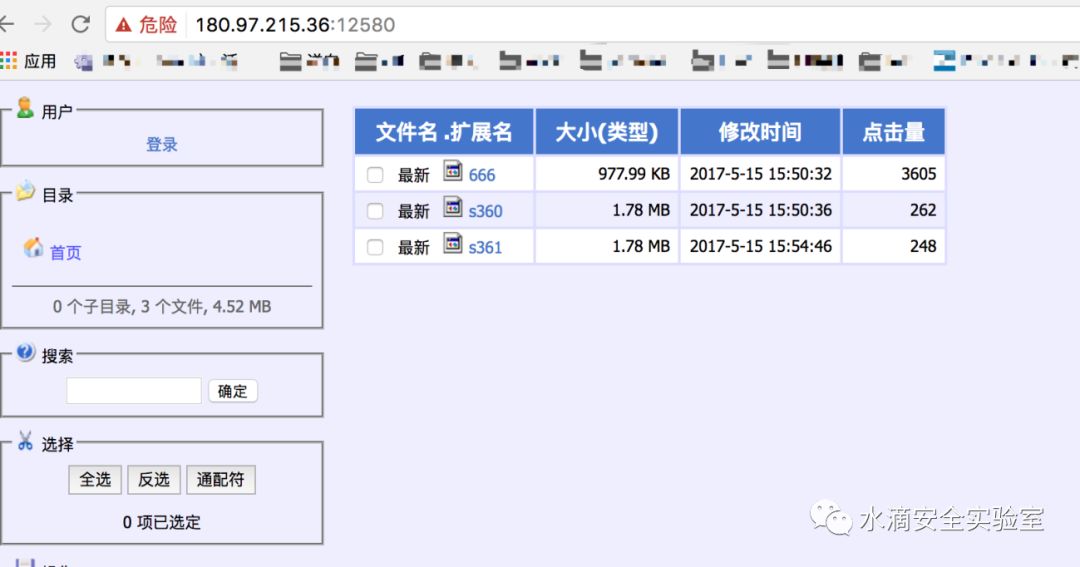 危险 180.97.215.36:12580
应用
用户
登录
目录
首页
0 个子目录, 3 个文件, 4.52 MB
搜索
确定
选择
全选 反选 通配符
0 项已选定
文件名 .扩展名 大小(类型) 修改时间 点击量
最新 666 977.99 KB 2017-5-15 15:50:32 3605
最新 s360 1.78 MB 2017-5-15 15:50:36 262
最新 s361 1.78 MB 2017-5-15 15:54:46 248
水滴安全实验室